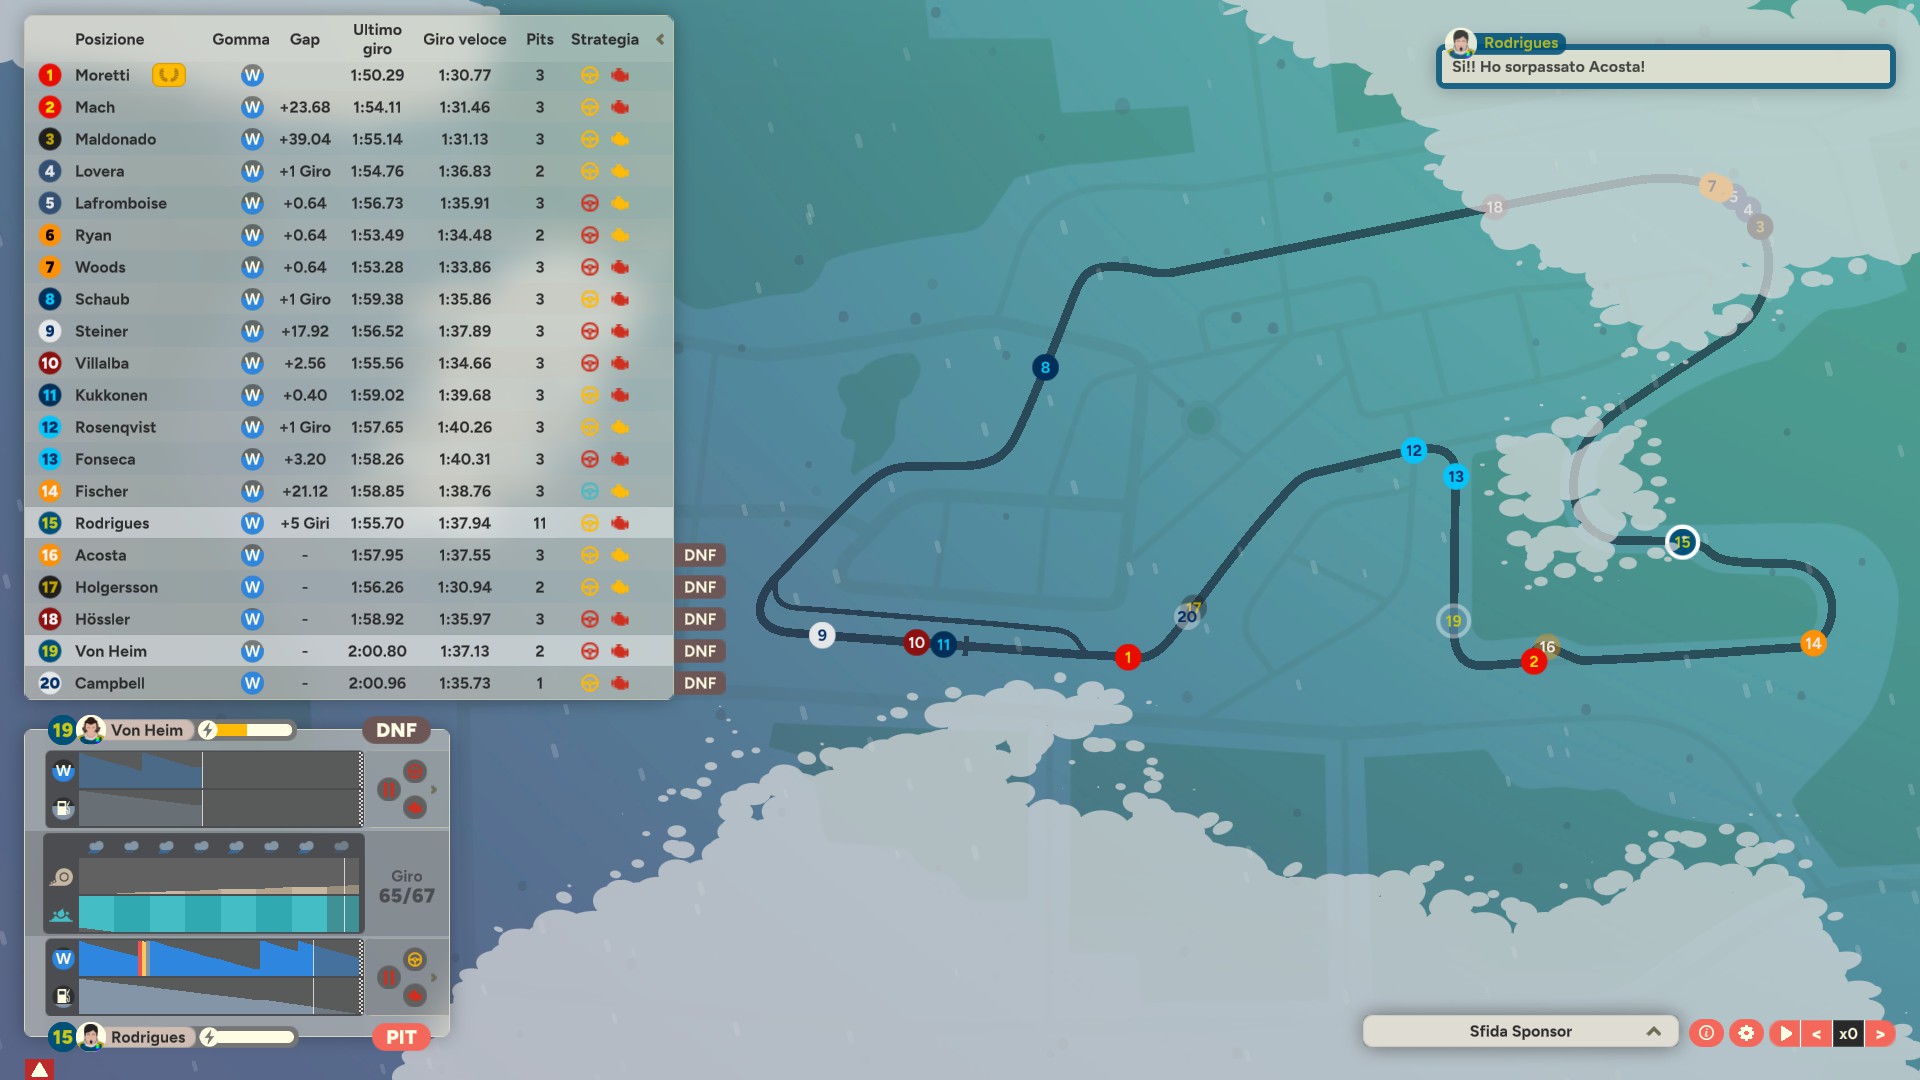 Posizione Gomma Gap Ultimo giro Giro veloce Pits Strategia
1 Moretti W 1:50.29 1:30.77 3
2 Mach W +23.68 1:54.11 1:31.46 3
3 Maldonado W +39.04 1:55.14 1:31.13 3
4 Lovera W +1 Giro 1:54.76 1:36.83 2
5 Lafromboise W +0.64 1:56.73 1:35.91 3
6 Ryan W +0.64 1:53.49 1:34.48 2
7 Woods W +0.64 1:53.28 1:33.86 3
8 Schaub W +1 Giro 1:59.38 1:35.86 3
9 Steiner W +17.92 1:56.52 1:37.89 3
10 Villalba W +2.56 1:55.56 1:34.66 3
11 Kukkonen W +0.40 1:59.02 1:39.68 3
12 Rosenqvist W +1 Giro 1:57.65 1:40.26 3
13 Fonseca W +3.20 1:58.26 1:40.31 3
14 Fischer W +21.12 1:58.85 1:38.76 3
15 Rodrigues W +5 Giri 1:55.70 1:37.94 11
16 Acosta W - 1:57.95 1:37.55 3 DNF
17 Holgersson W - 1:56.26 1:30.94 2 DNF
18 Hössler W - 1:58.92 1:35.97 3 DNF
19 Von Heim W - 2:00.80 1:37.13 2 DNF
20 Campbell W - 2:00.96 1:35.73 1 DNF
Rodrigues
Si!! Ho sorpassato Acosta!
7
5
18
4
3
8
12
13
15
17
20
19
9
10
11
1
16
2
14
19 Von Heim DNF
W
Giro
65/67
W
15 Rodrigues PIT
Sfida Sponsor
< x0 >